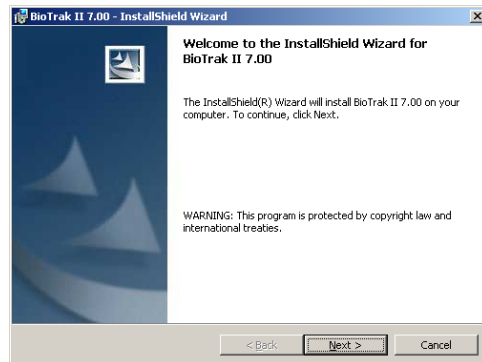 BioTrak II 7.00 - InstallShield Wizard
Welcome to the InstallShield Wizard for
BioTrak II 7.00
The InstallShield(R) Wizard will install BioTrak II 7.00 on your
computer. To continue, click Next.
WARNING: This program is protected by copyright law and
international treaties.
< Back   Next >   Cancel